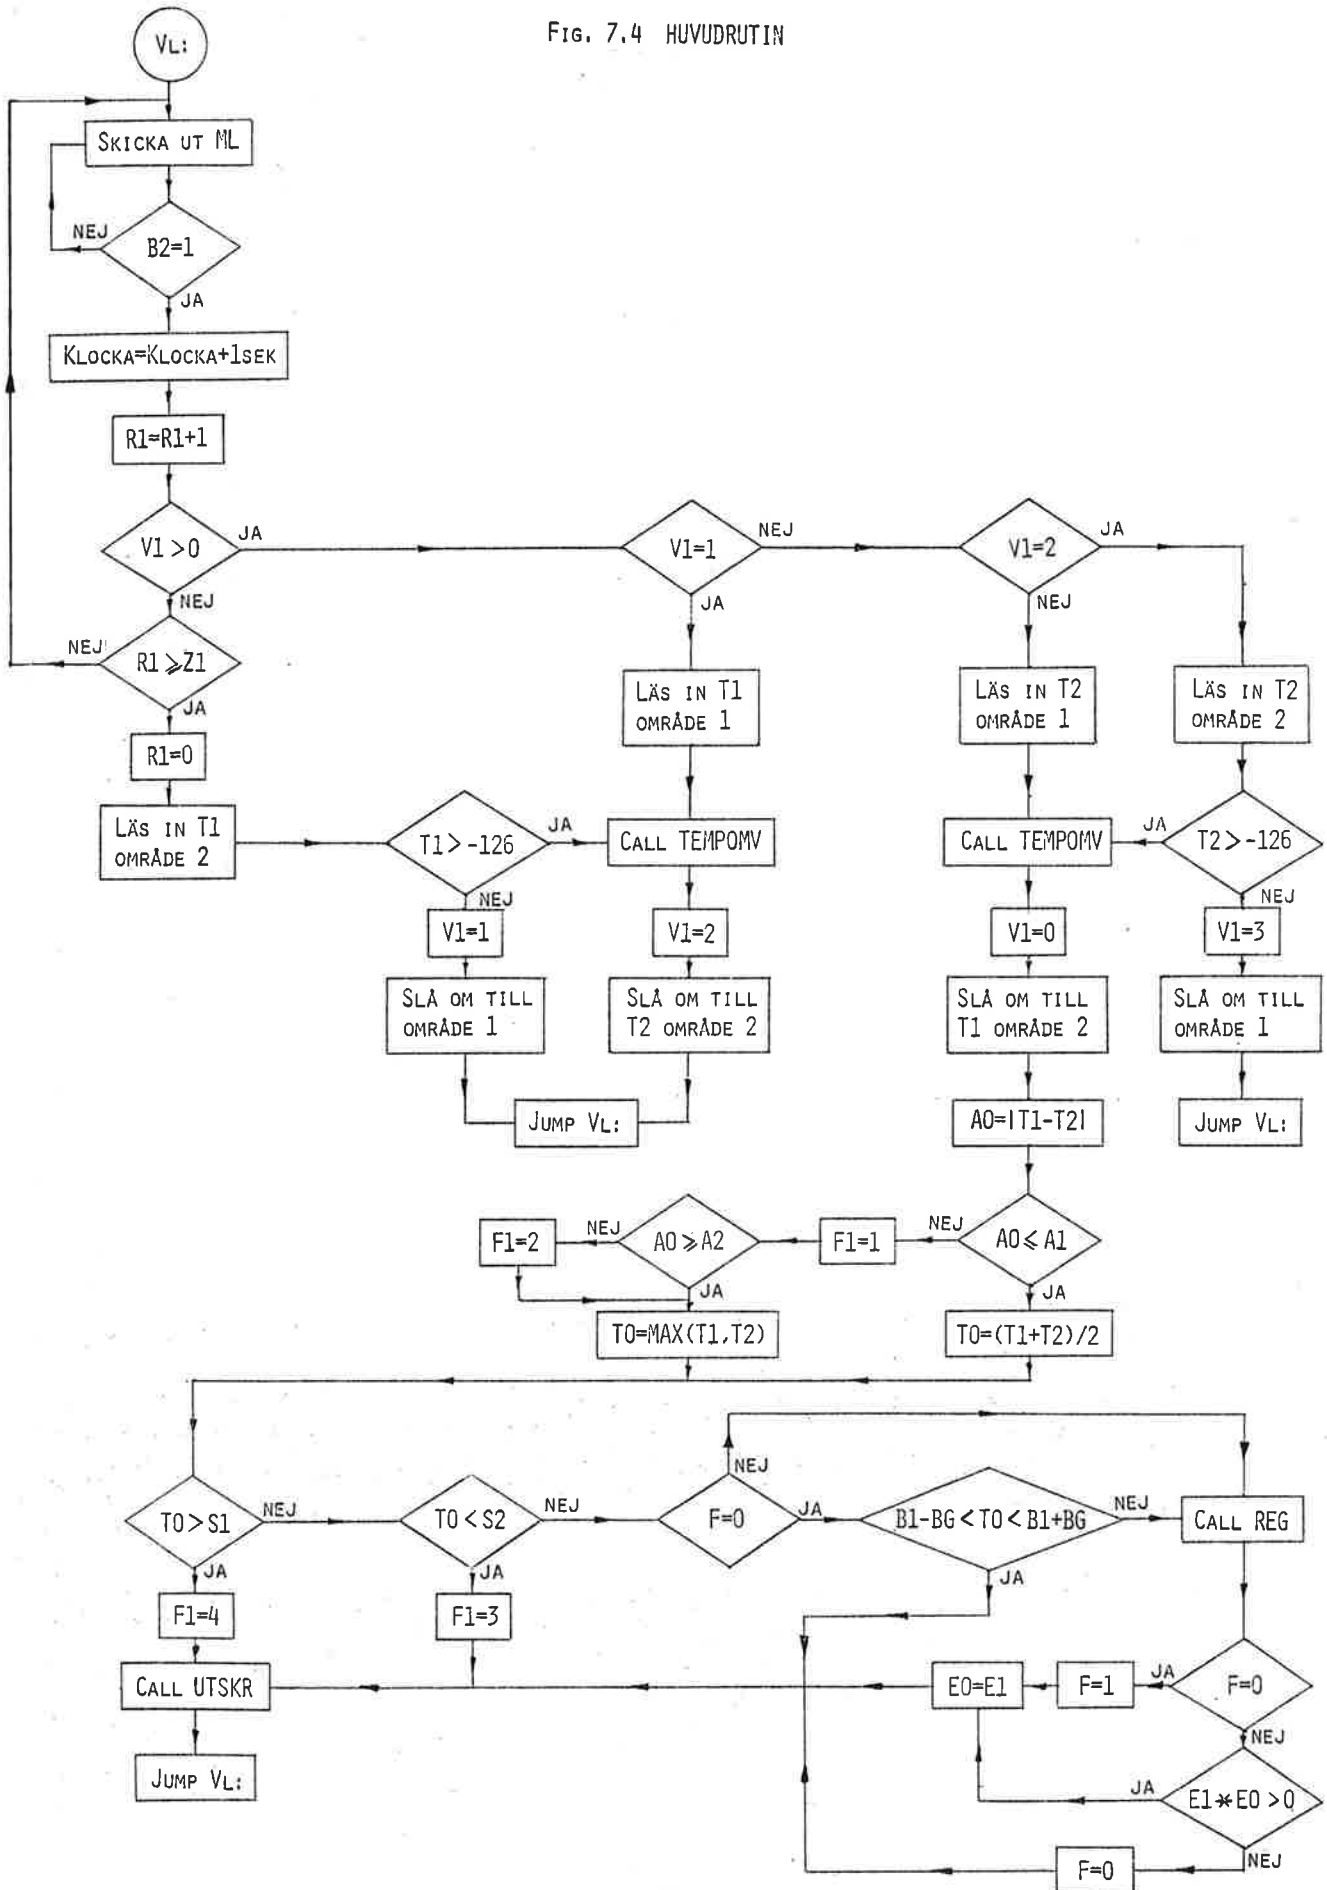 FIG. 7.4 HUVUDRUTIN
VL:
SKICKA UT ML
NEJ
B2=1
JA
KLOCKA=KLOCKA+1SEK
R1=R1+1
V1>0
JA
V1=1
NEJ
V1=2
JA
NEJ
JA
NEJ
NEJ
R1⩾Z1
JA
LÄS IN T1
OMRÅDE 1
LÄS IN T2
OMRÅDE 1
LÄS IN T2
OMRÅDE 2
R1=0
LÄS IN T1
OMRÅDE 2
T1>-126
JA
CALL TEMPOMV
CALL TEMPOMV
JA
T2>-126
NEJ
NEJ
V1=1
V1=2
V1=0
V1=3
SLÅ OM TILL
OMRÅDE 1
SLÅ OM TILL
T2 OMRÅDE 2
SLÅ OM TILL
T1 OMRÅDE 2
SLÅ OM TILL
OMRÅDE 1
JUMP VL:
A0=|T1-T2|
JUMP VL:
F1=2
NEJ
A0⩾A2
F1=1
NEJ
A0⩽A1
JA
JA
T0=MAX(T1,T2)
T0=(T1+T2)/2
NEJ
T0>S1
NEJ
T0<S2
NEJ
F=0
JA
B1-BG<T0<B1+BG
NEJ
CALL REG
JA
JA
JA
F1=4
F1=3
CALL UTSKR
E0=E1
F=1
JA
F=0
NEJ
JUMP VL:
JA
E1*E0>0
NEJ
F=0